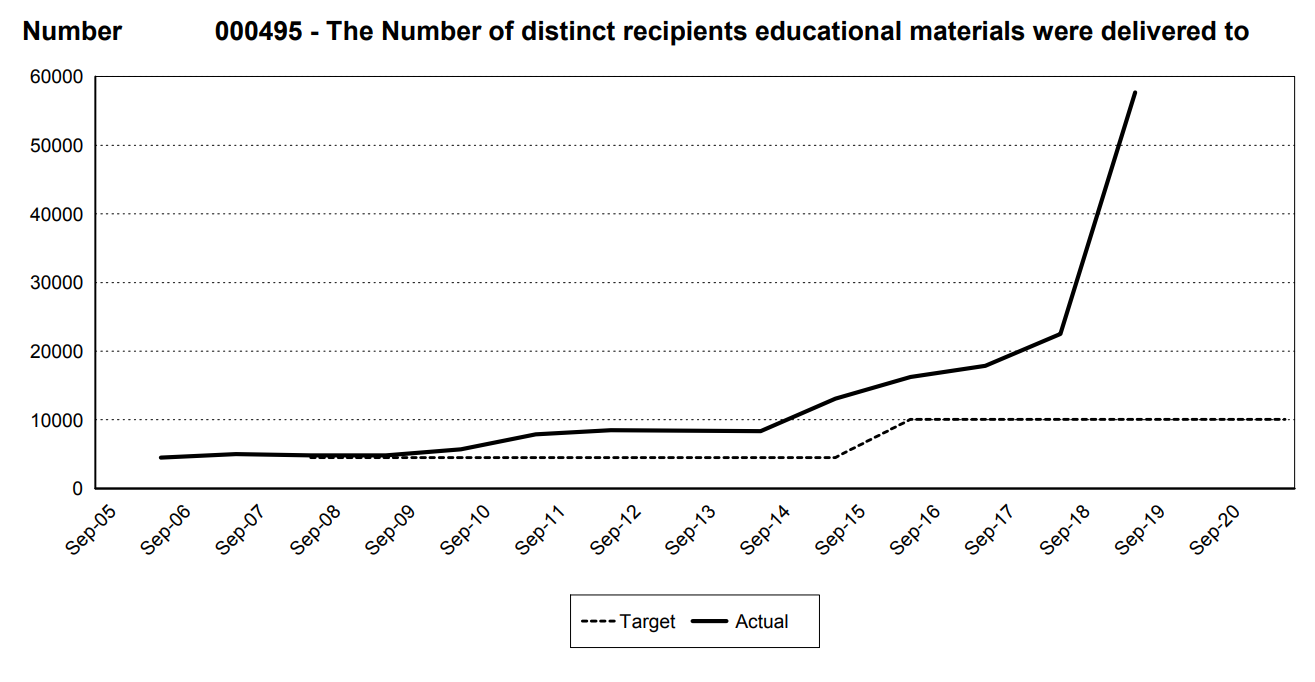 Number 000495 - The Number of distinct recipients educational materials were delivered to
60000
50000
40000
30000
20000
10000
0
Sep-05 Sep-06 Sep-07 Sep-08 Sep-09 Sep-10 Sep-11 Sep-12 Sep-13 Sep-14 Sep-15 Sep-16 Sep-17 Sep-18 Sep-19 Sep-20
Target Actual